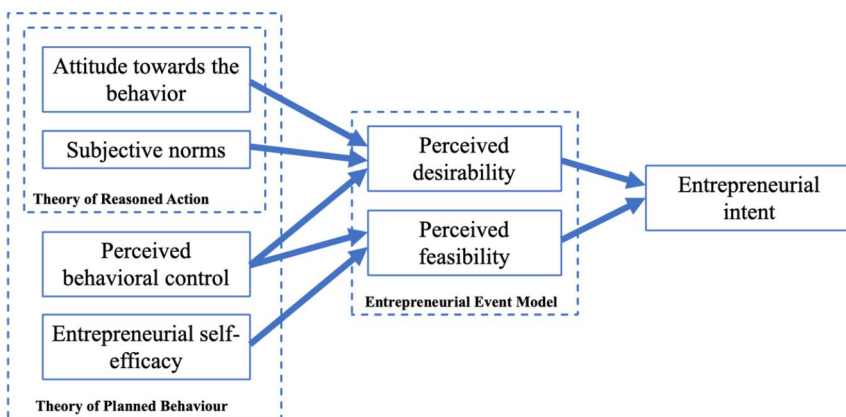 Attitude towards the
behavior
Subjective norms
Theory of Reasoned Action
Perceived
behavioral control
Entrepreneurial self-
efficacy
Theory of Planned Behaviour
Perceived
desirability
Perceived
feasibility
Entrepreneurial Event Model
Entrepreneurial
intent